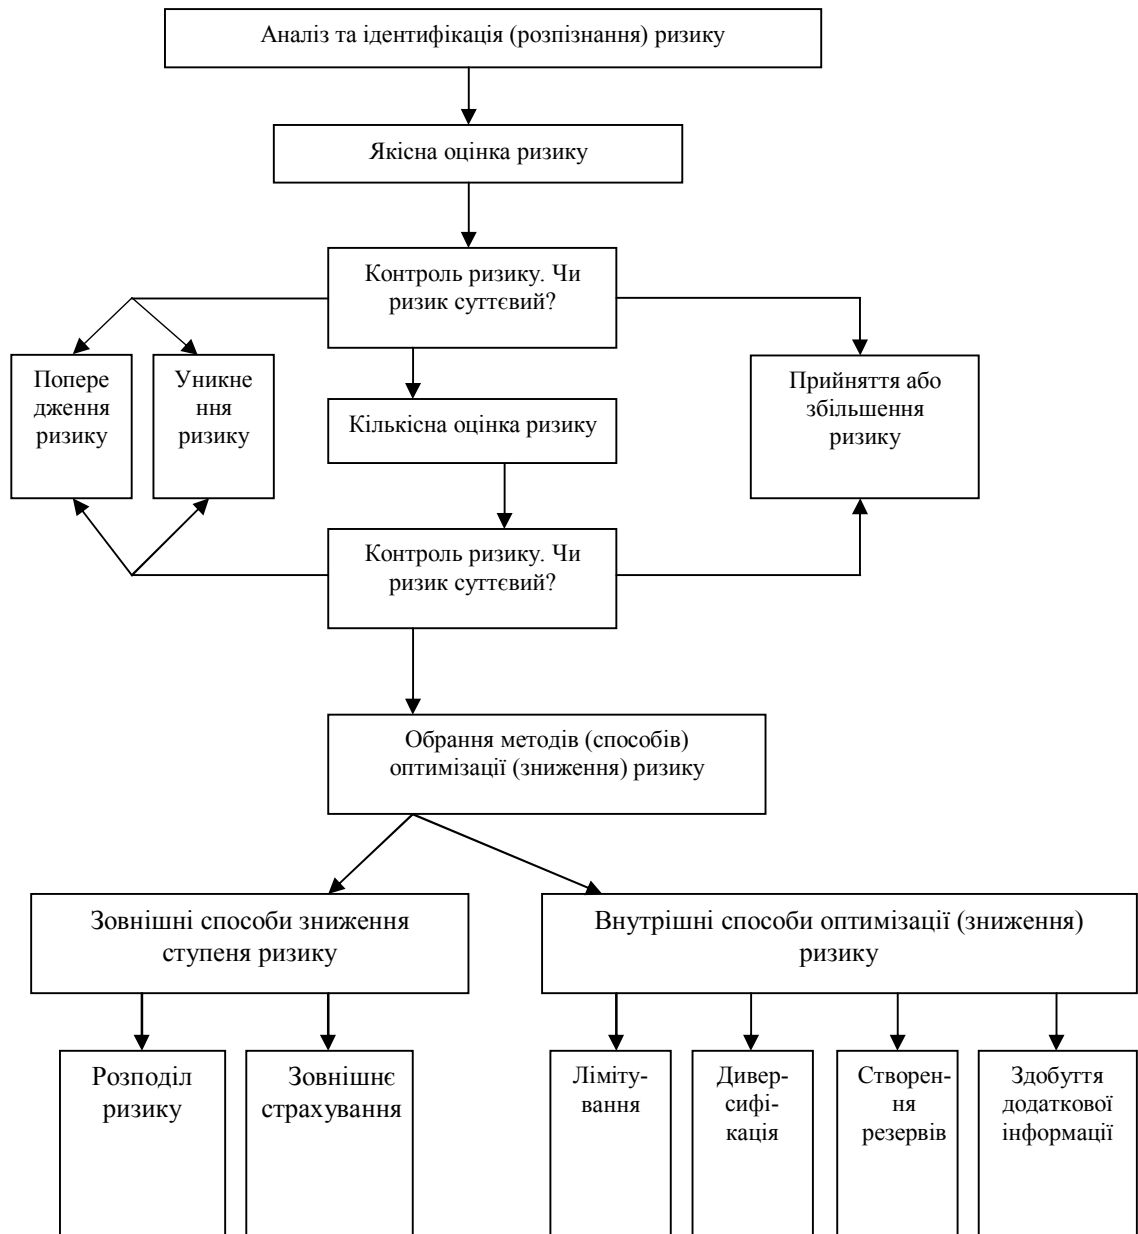 Аналіз та ідентифікація (розпізнання) ризику
Якісна оцінка ризику
Контроль ризику. Чи
ризик суттєвий?
Попере
дження
ризику
Уникне
ння
ризику
Кількісна оцінка ризику
Прийняття або
збільшення
ризику
Контроль ризику. Чи
ризик суттєвий?
Обрання методів (способів)
оптимізації (зниження) ризику
Зовнішні способи зниження
ступеня ризику
Внутрішні способи оптимізації (зниження)
ризику
Розподіл
ризику
Зовнішнє
страхування
Ліміту-
вання
Дивер-
сифі-
кація
Створен-
ня
резервів
Здобуття
додаткової
інформації